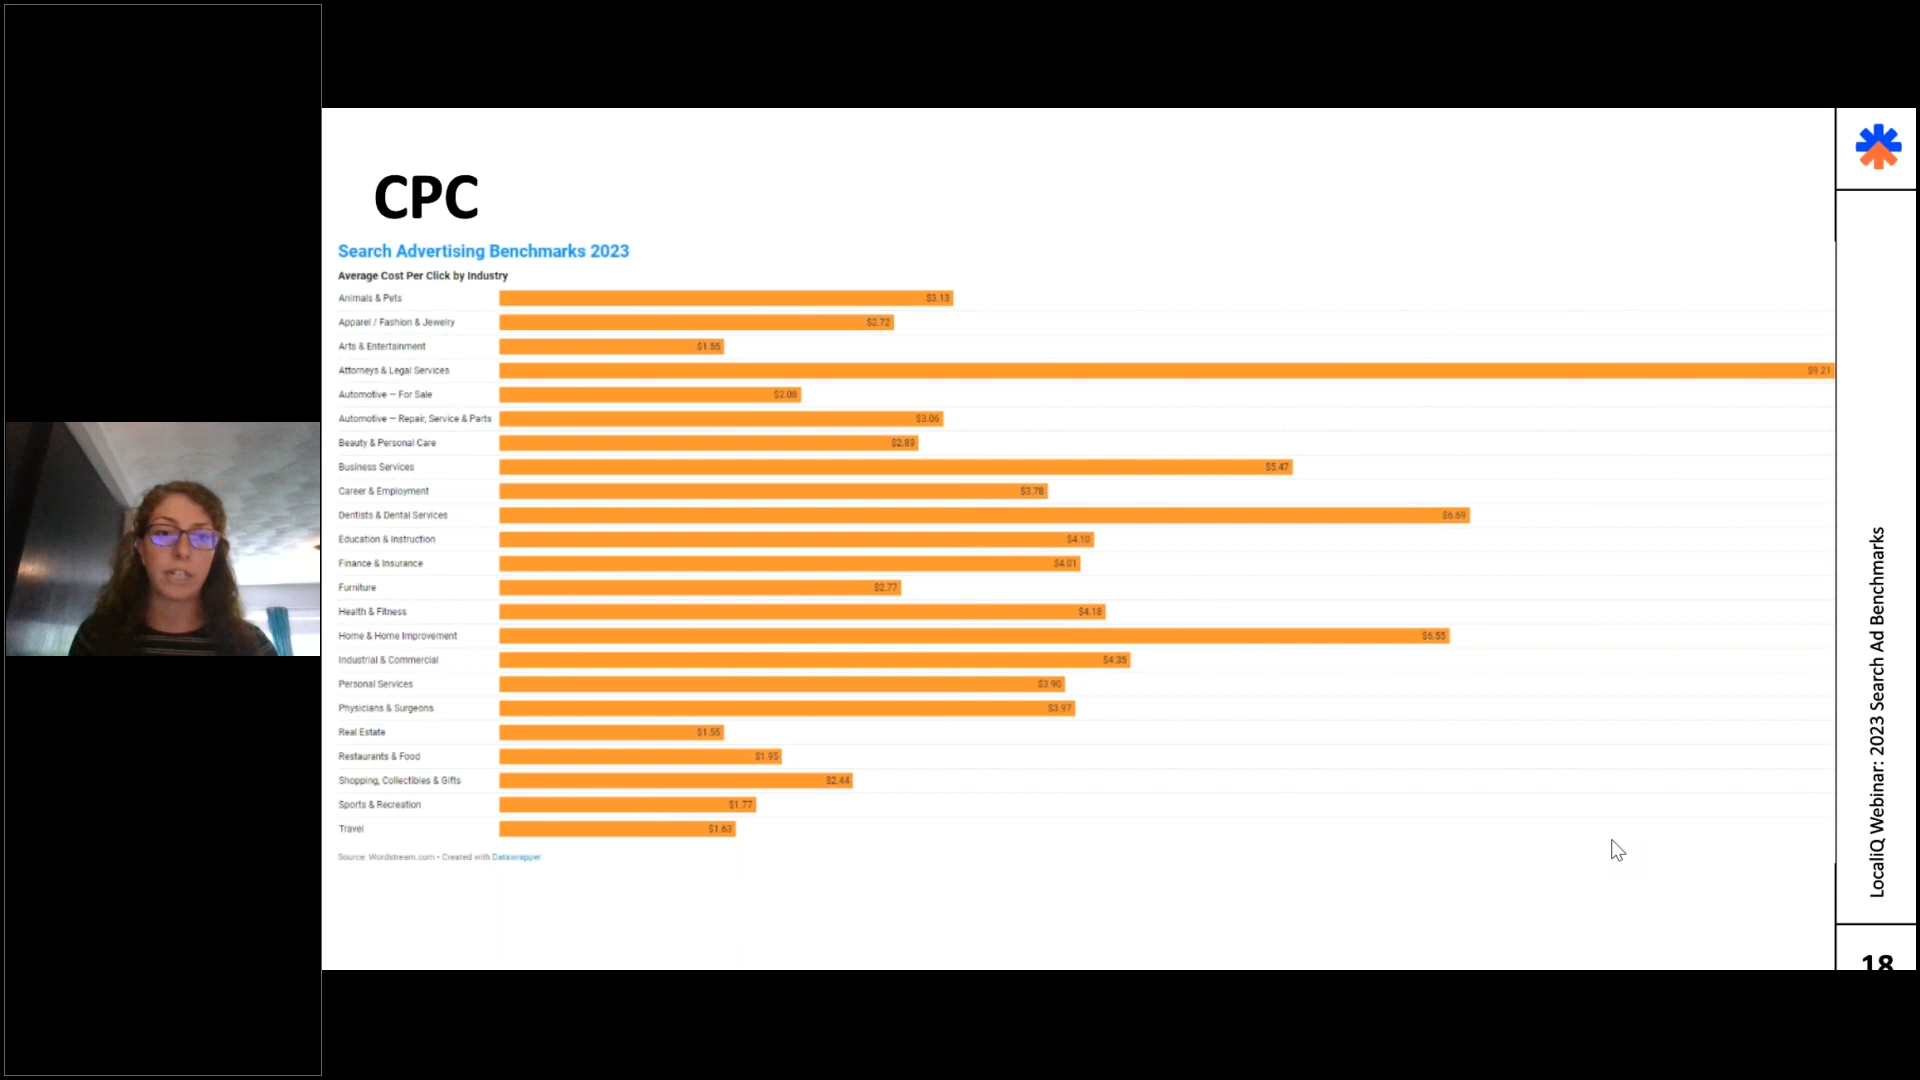 CPC
Search Advertising Benchmarks 2023
Average Cost Per Click by Industry
Animals & Pets $3.13
Apparel / Fashion & Jewelry $2.72
Arts & Entertainment $1.55
Attorneys & Legal Services $9.21
Automotive — For Sale $2.08
Automotive — Repair, Service & Parts $3.06
Beauty & Personal Care $2.89
Business Services $5.47
Career & Employment $3.78
Dentists & Dental Services $6.69
Education & Instruction $4.10
Finance & Insurance $4.01
Furniture $2.77
Health & Fitness $4.18
Home & Home Improvement $6.55
Industrial & Commercial $4.35
Personal Services $3.90
Physicians & Surgeons $3.97
Real Estate $1.55
Restaurants & Food $1.95
Shopping, Collectibles & Gifts $2.44
Sports & Recreation $1.77
Travel $1.63
Source: Wordstream.com • Created with Datawrapper
LocaliQ Webinar: 2023 Search Ad Benchmarks
18